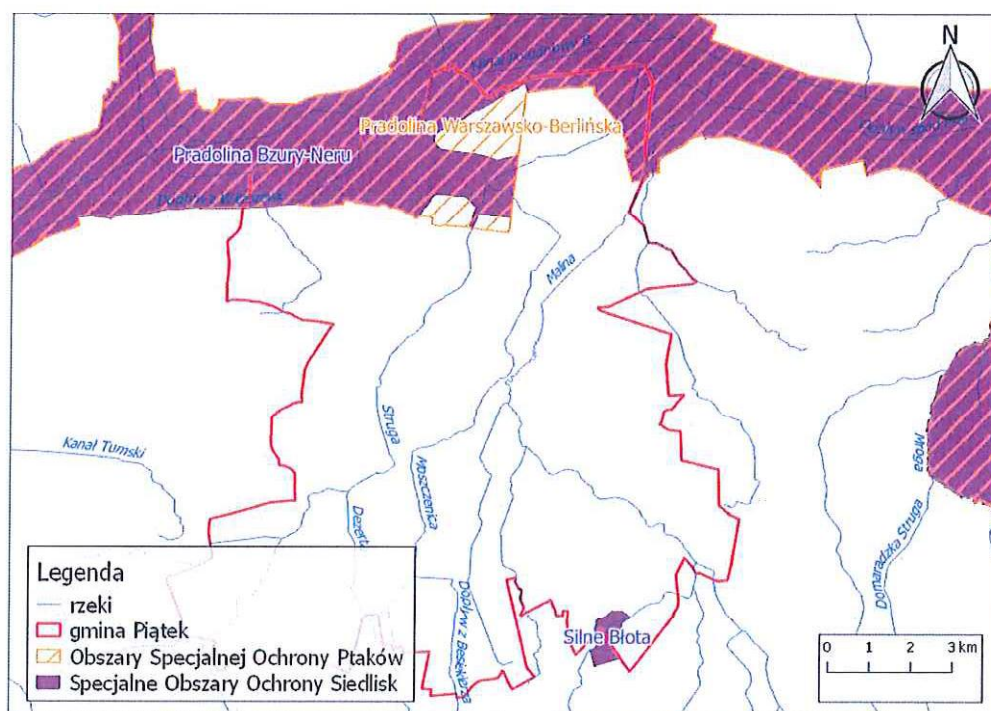 N
Pradolina Warszawsko-Berlińska
Pradolina Bzury-Neru
Malina
Struga
Kanał Tumski
Moszczenica
Mroga
Domaradzka Struga
Silne Błota
Legenda
rzeki
gmina Piątek
Obszary Specjalnej Ochrony Ptaków
Specjalne Obszary Ochrony Siedlisk
0 1 2 3 km